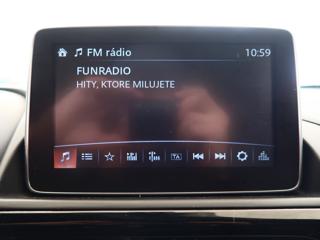 FM rádio 10:59
FUNRADIO
HITY, KTORE MILUJETE
TA